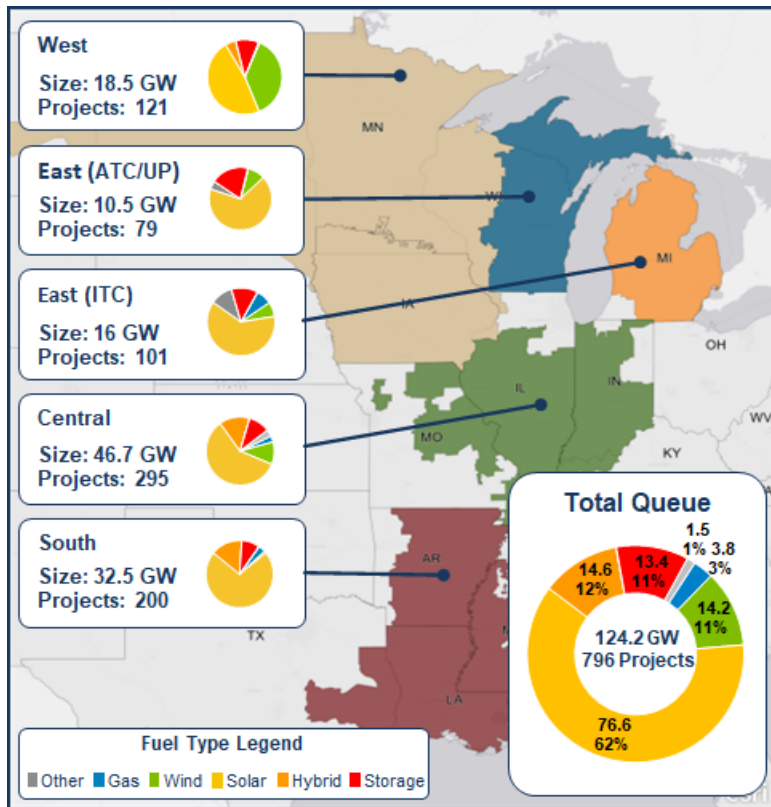 West
Size: 18.5 GW
Projects: 121
East (ATC/UP)
Size: 10.5 GW
Projects: 79
East (ITC)
Size: 16 GW
Projects: 101
Central
Size: 46.7 GW
Projects: 295
South
Size: 32.5 GW
Projects: 200
MN
IA
MI
OH
IL
IN
MO
WV
KY
AR
TX
LA
Total Queue
1.5
1%
3.8
3%
14.6
12%
13.4
11%
14.2
11%
124.2 GW
796 Projects
76.6
62%
Fuel Type Legend
Other Gas Wind Solar Hybrid Storage